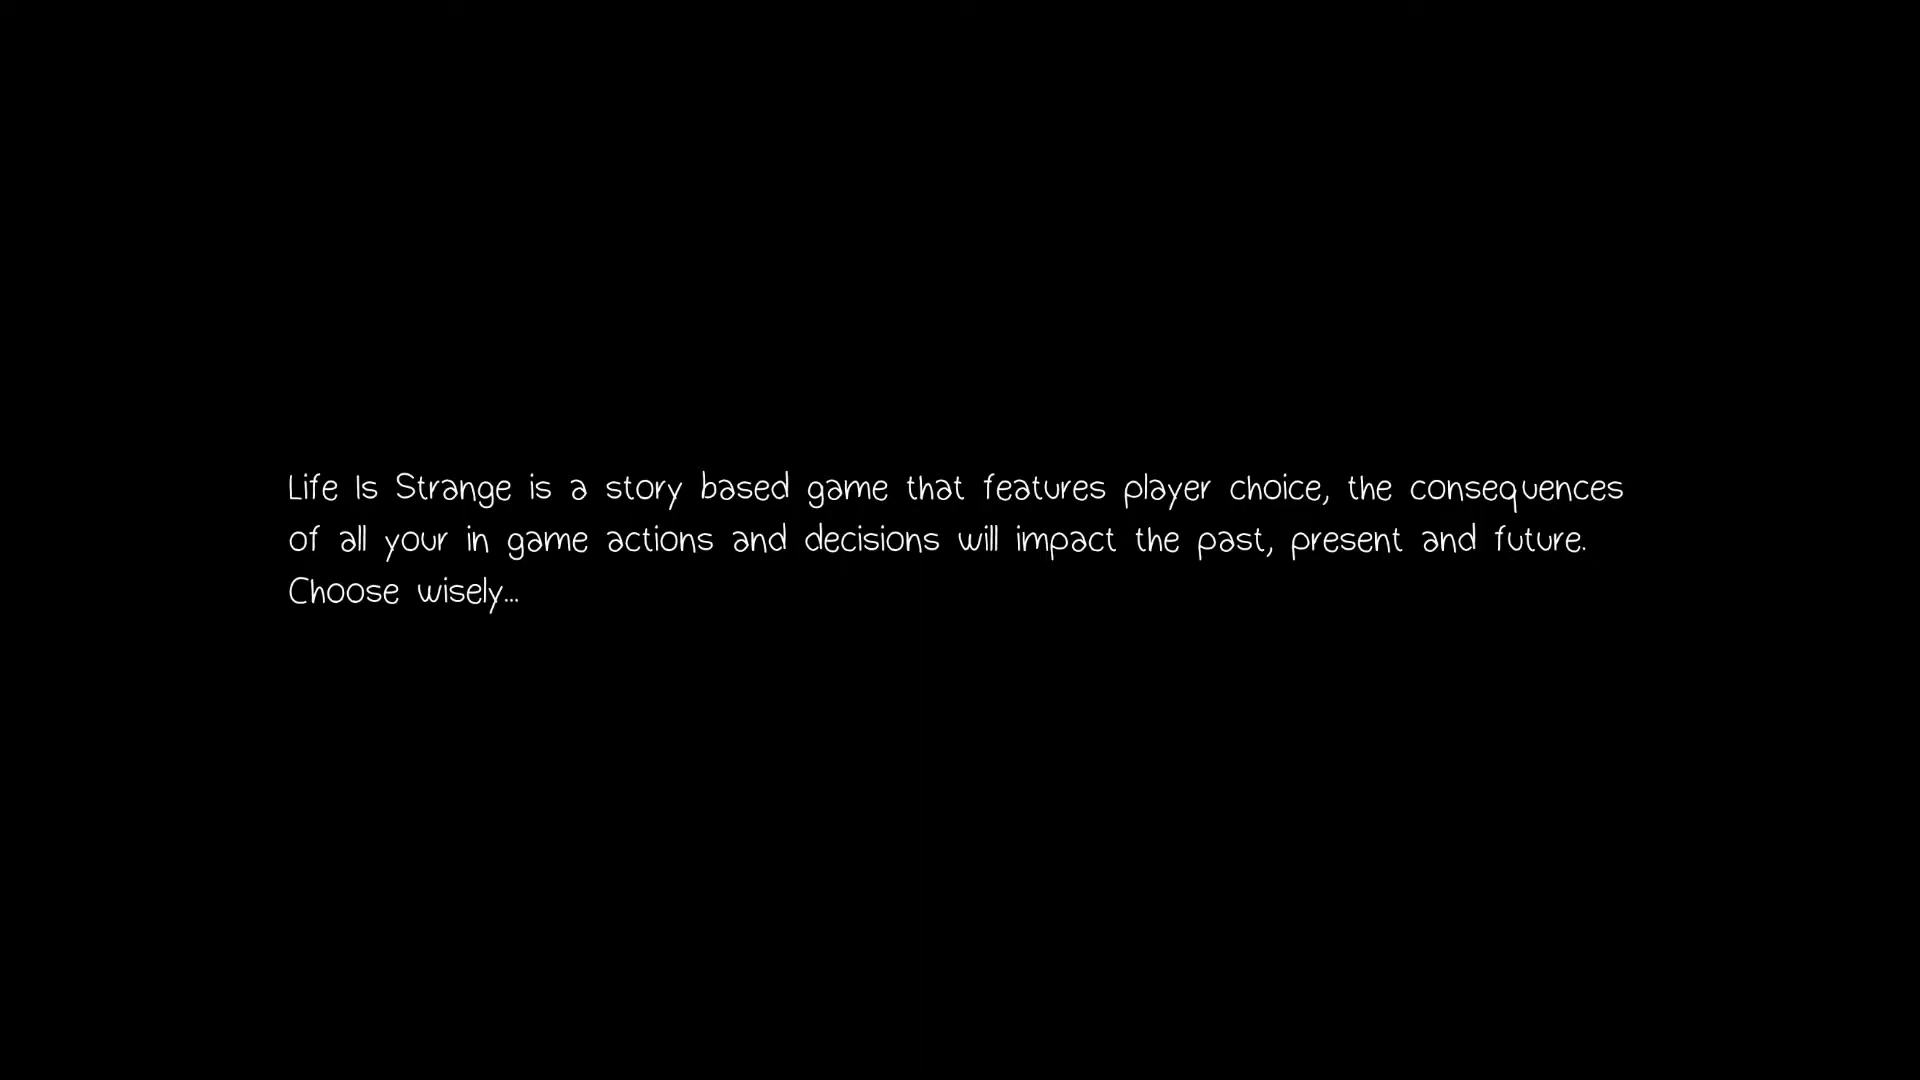 Life Is Strange is a story based game that features player choice, the consequences
of all your in game actions and decisions will impact the past, present and future.
Choose wisely...